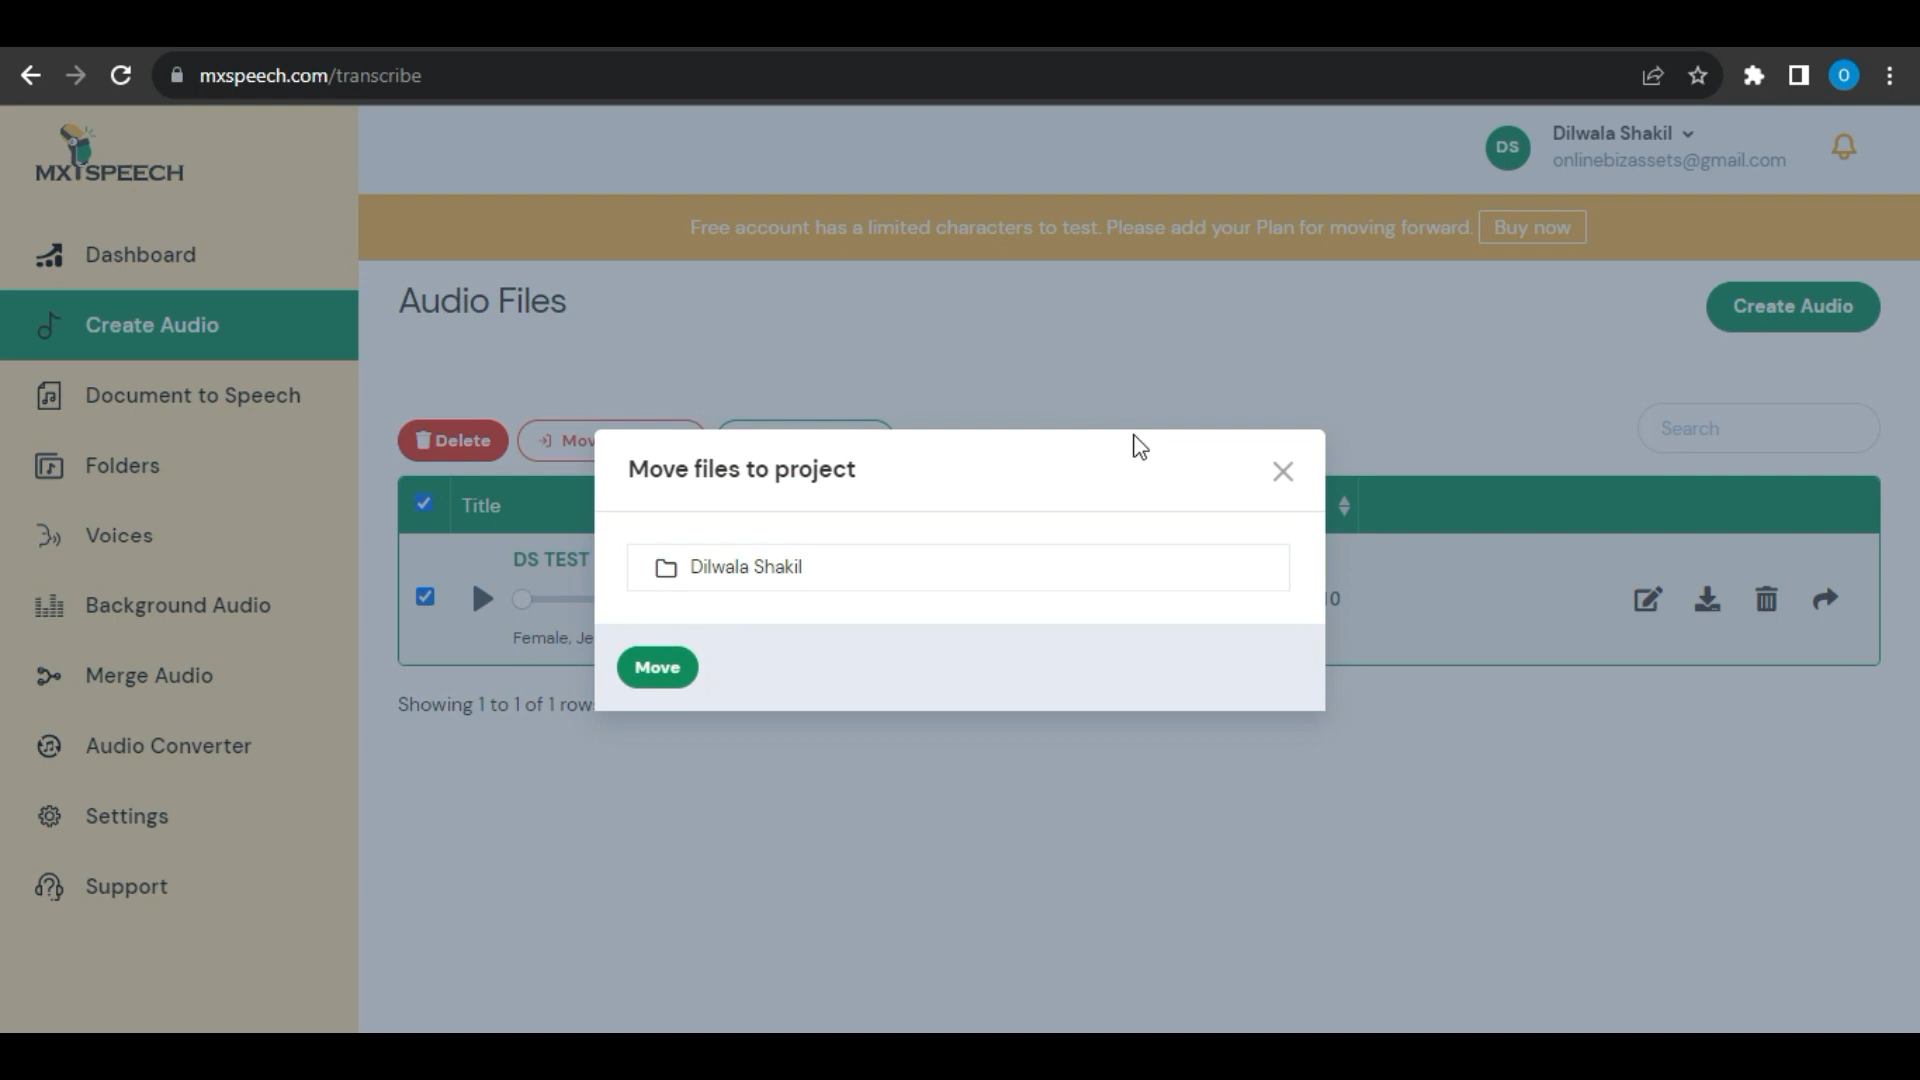 mxspeech.com/transcribe
O
MXSPEECH
DS
Dilwala Shakil
onlinebizassets@gmail.com
Free account has a limited characters to test. Please add your Plan for moving forward.
Buy now
Dashboard
Create Audio
Document to Speech
Folders
Voices
Background Audio
Merge Audio
Audio Converter
Settings
Support
Audio Files
Create Audio
Delete
Search
Title
DS TEST
Female,
Showing 1 to 1 of 1
Move files to project
Dilwala Shakil
Move